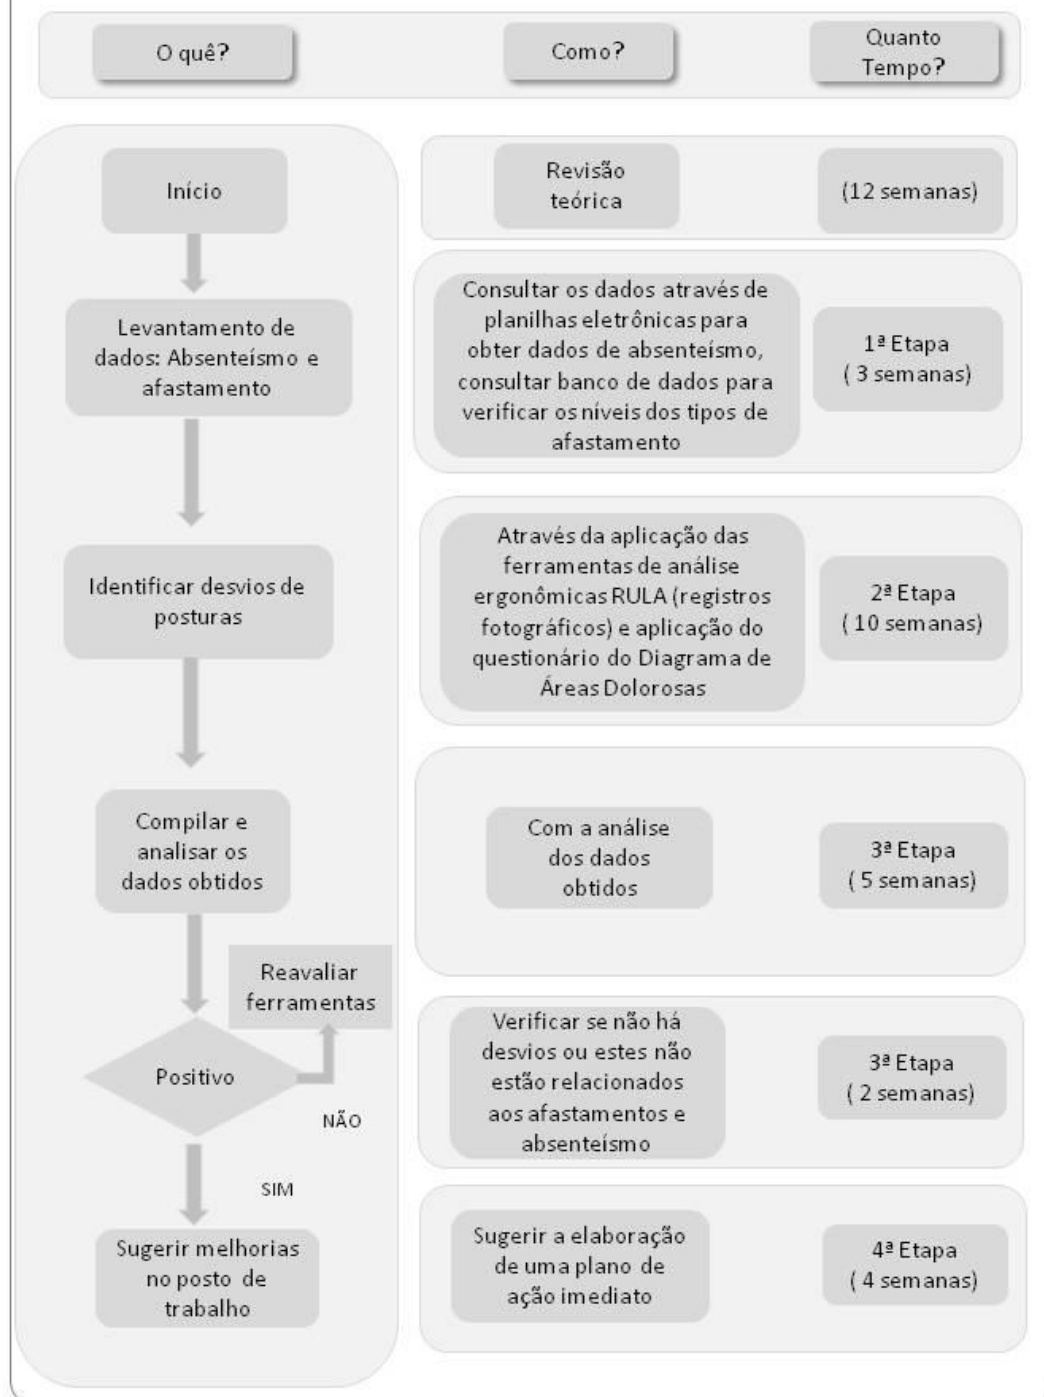 O quê?
Como?
Quanto
Tempo?
Início
Revisão
teórica
(12 semanas)
Levantamento de
dados: Absenteísmo e
afastamento
Consultar os dados através de
planilhas eletrônicas para
obter dados de absenteísmo,
consultar banco de dados para
verificar os níveis dos tipos de
afastamento
1ª Etapa
( 3 semanas)
Identificar desvios de
posturas
Através da aplicação das
ferramentas de análise
ergonômicas RULA (registros
fotográficos) e aplicação do
questionário do Diagrama de
Áreas Dolorosas
2ª Etapa
( 10 semanas)
Compilar e
analisar os
dados obtidos
Com a análise
dos dados
obtidos
3ª Etapa
( 5 semanas)
Reavaliar
ferramentas
Positivo
NÃO
SIM
Verificar se não há
desvios ou estes não
estão relacionados
aos afastamentos e
absenteísmo
3ª Etapa
( 2 semanas)
Sugerir melhorias
no posto de
trabalho
Sugerir a elaboração
de uma plano de
ação imediato
4ª Etapa
( 4 semanas)